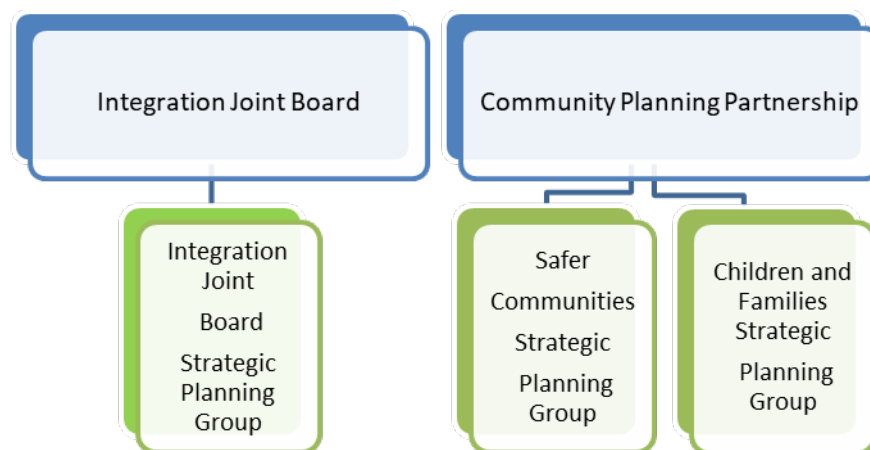 Integration Joint Board
Community Planning Partnership
Integration
Joint
Board
Strategic
Planning
Group
Safer
Communities
Strategic
Planning
Group
Children and
Families
Strategic
Planning
Group